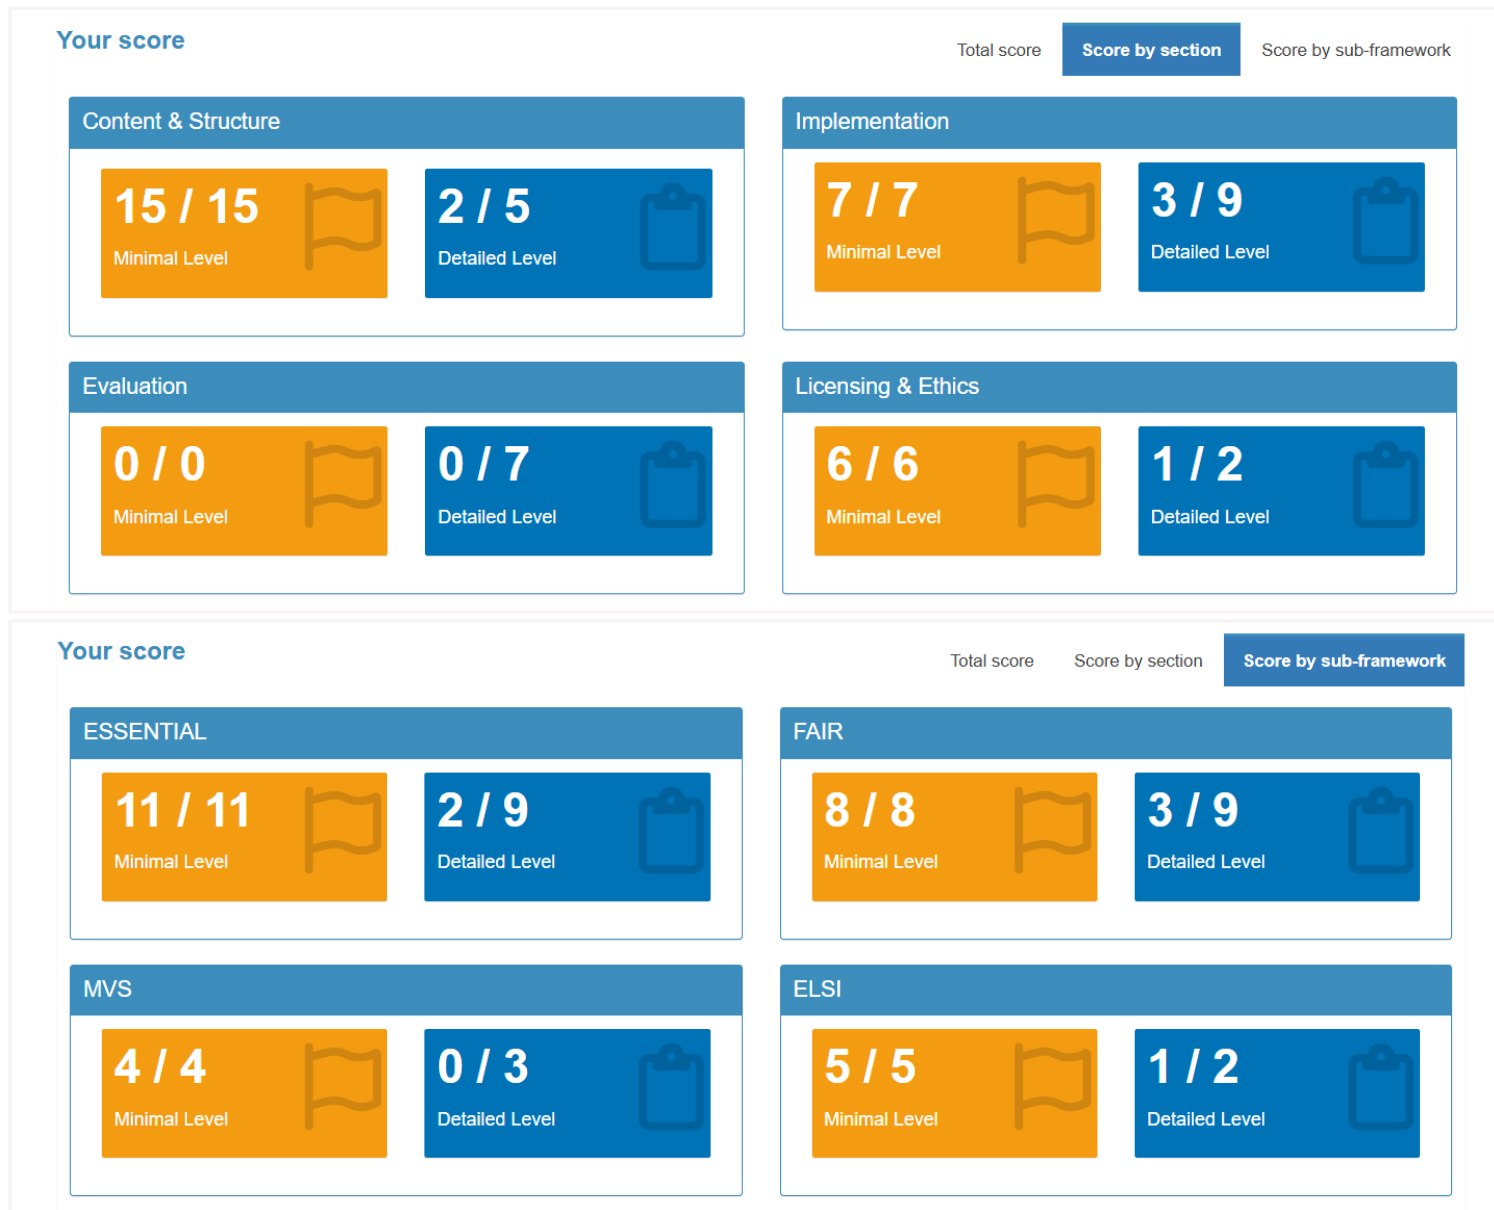 Your score
Total score
Score by section
Score by sub-framework
Content & Structure
15 / 15
Minimal Level
2 / 5
Detailed Level
Implementation
7 / 7
Minimal Level
3 / 9
Detailed Level
Evaluation
0 / 0
Minimal Level
0 / 7
Detailed Level
Licensing & Ethics
6 / 6
Minimal Level
1 / 2
Detailed Level
Your score
Total score
Score by section
Score by sub-framework
ESSENTIAL
11 / 11
Minimal Level
2 / 9
Detailed Level
FAIR
8 / 8
Minimal Level
3 / 9
Detailed Level
MVS
4 / 4
Minimal Level
0 / 3
Detailed Level
ELSI
5 / 5
Minimal Level
1 / 2
Detailed Level